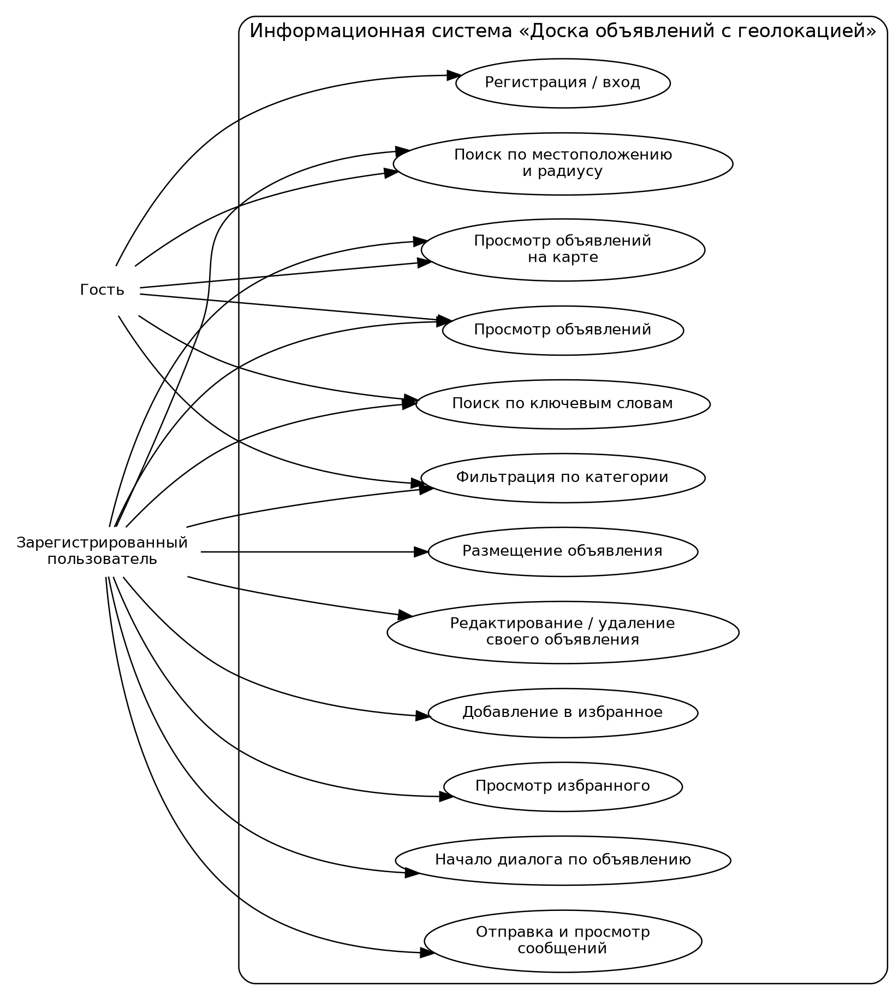 Информационная система «Доска объявлений с геолокацией»
Регистрация / вход
Поиск по местоположению
и радиусу
Просмотр объявлений
на карте
Гость
Просмотр объявлений
Поиск по ключевым словам
Фильтрация по категории
Зарегистрированный
пользователь
Размещение объявления
Редактирование / удаление
своего объявления
Добавление в избранное
Просмотр избранного
Начало диалога по объявлению
Отправка и просмотр
сообщений